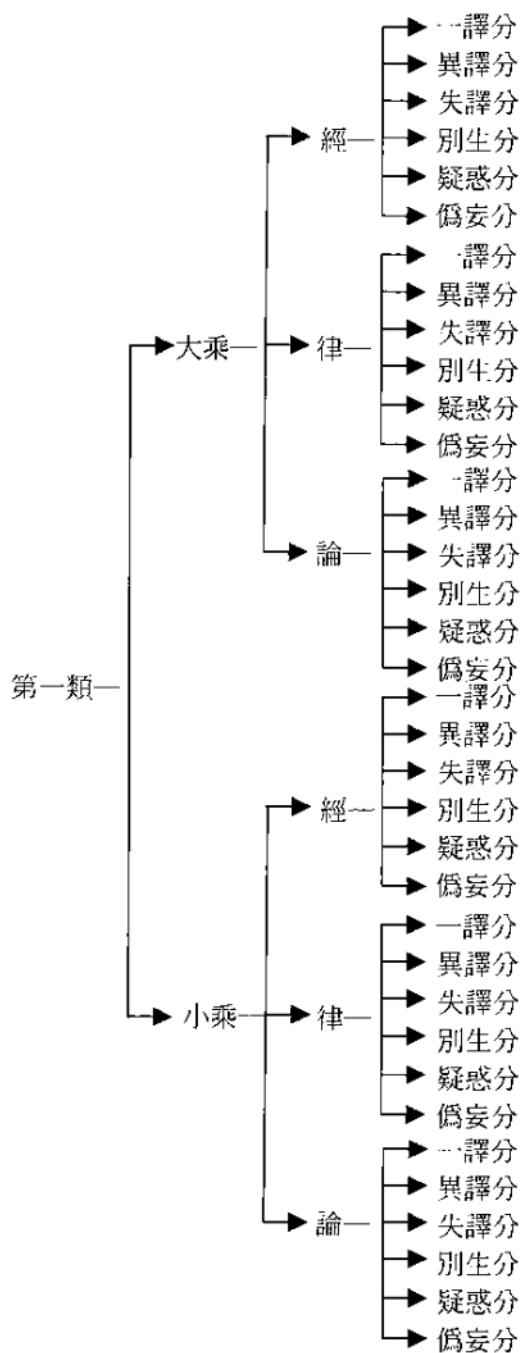 第一類
大乘
經
一譯分
異譯分
失譯分
別生分
疑惑分
僞妄分
律
一譯分
異譯分
失譯分
別生分
疑惑分
僞妄分
論
一譯分
異譯分
失譯分
別生分
疑惑分
僞妄分
小乘
經
一譯分
異譯分
失譯分
別生分
疑惑分
僞妄分
律
一譯分
異譯分
失譯分
別生分
疑惑分
僞妄分
論
一譯分
異譯分
失譯分
別生分
疑惑分
僞妄分